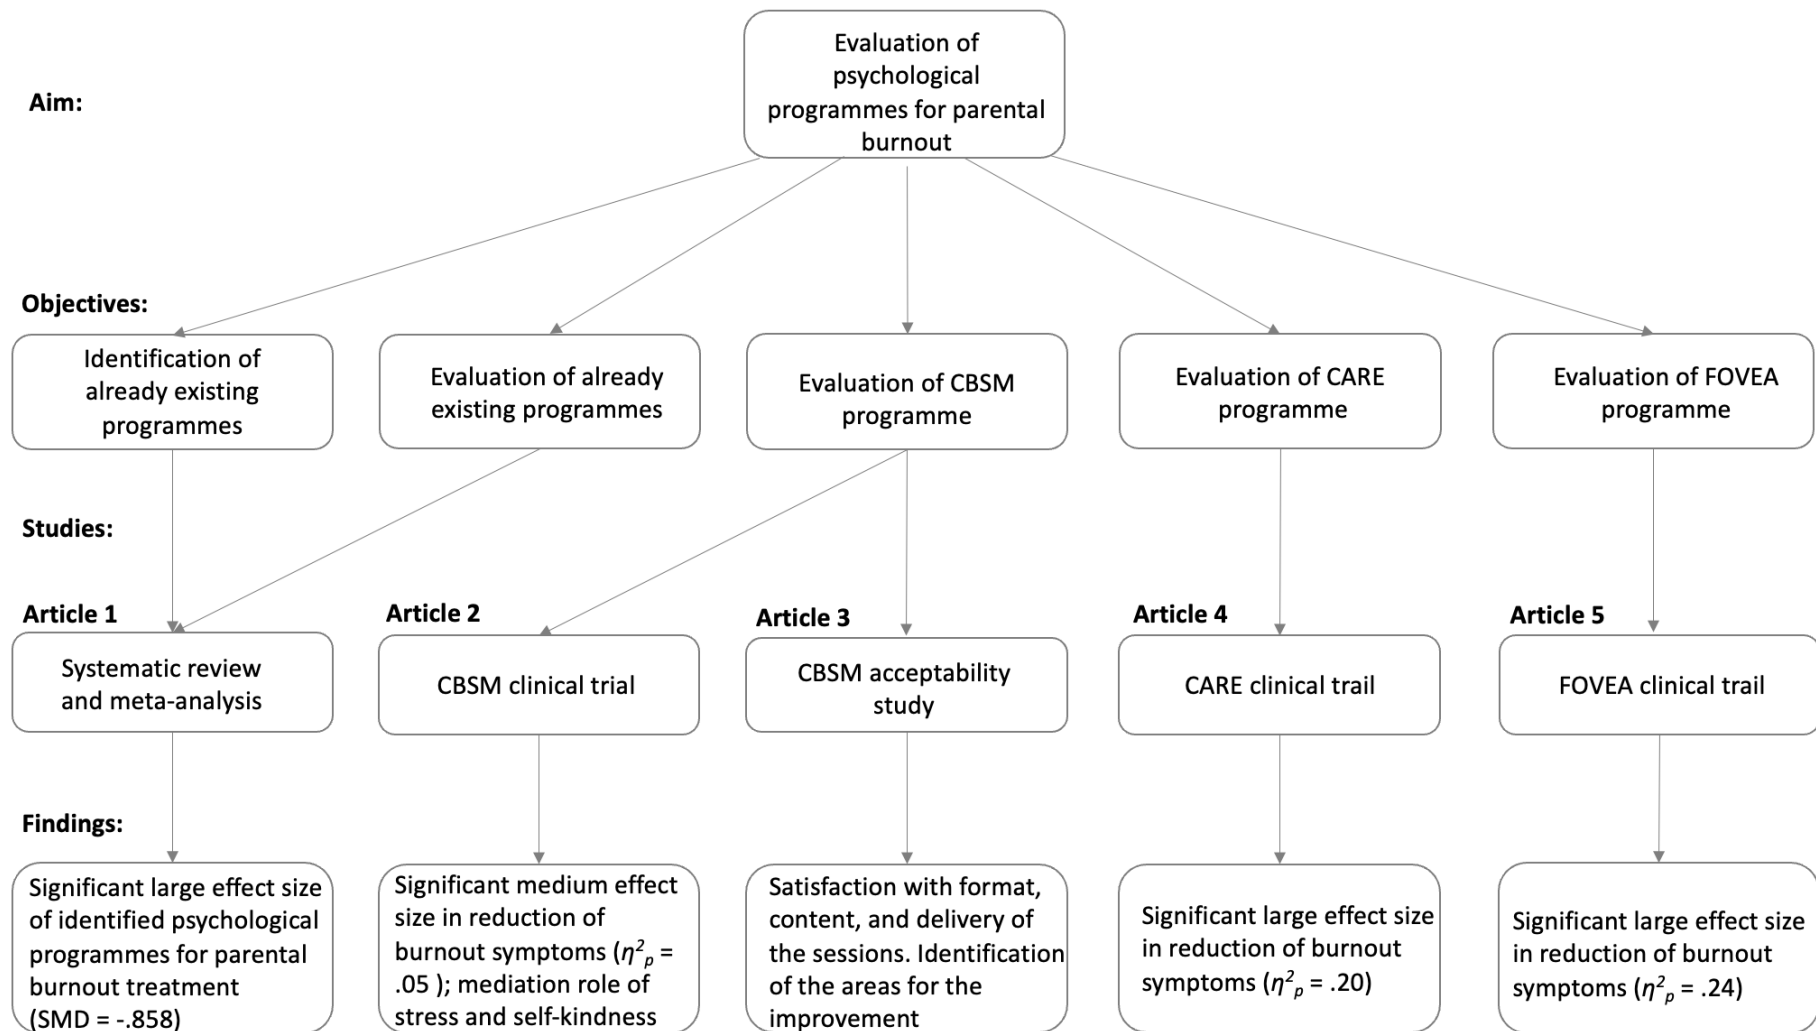 Evaluation of
psychological
programmes for parental
burnout
Aim:
Objectives:
Identification of
already existing
programmes
Evaluation of already
existing programmes
Evaluation of CBSM
programme
Evaluation of CARE
programme
Evaluation of FOVEA
programme
Studies:
Article 1
Systematic review
and meta-analysis
Article 2
CBSM clinical trial
Article 3
CBSM acceptability
study
Article 4
CARE clinical trail
Article 5
FOVEA clinical trail
Findings:
Significant large effect size
of identified psychological
programmes for parental
burnout treatment
(SMD = -.858)
Significant medium effect
size in reduction of
burnout symptoms (η²ₚ =
.05 ); mediation role of
stress and self-kindness
Satisfaction with format,
content, and delivery of
the sessions. Identification
of the areas for the
improvement
Significant large effect size
in reduction of burnout
symptoms (η²ₚ = .20)
Significant large effect size
in reduction of burnout
symptoms (η²ₚ = .24)